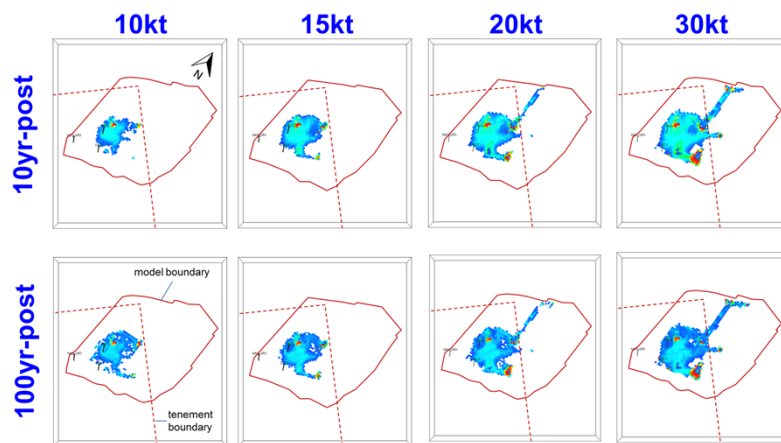 10kt
15kt
20kt
30kt
10yr-post
N
100yr-post
model boundary
tenement
boundary